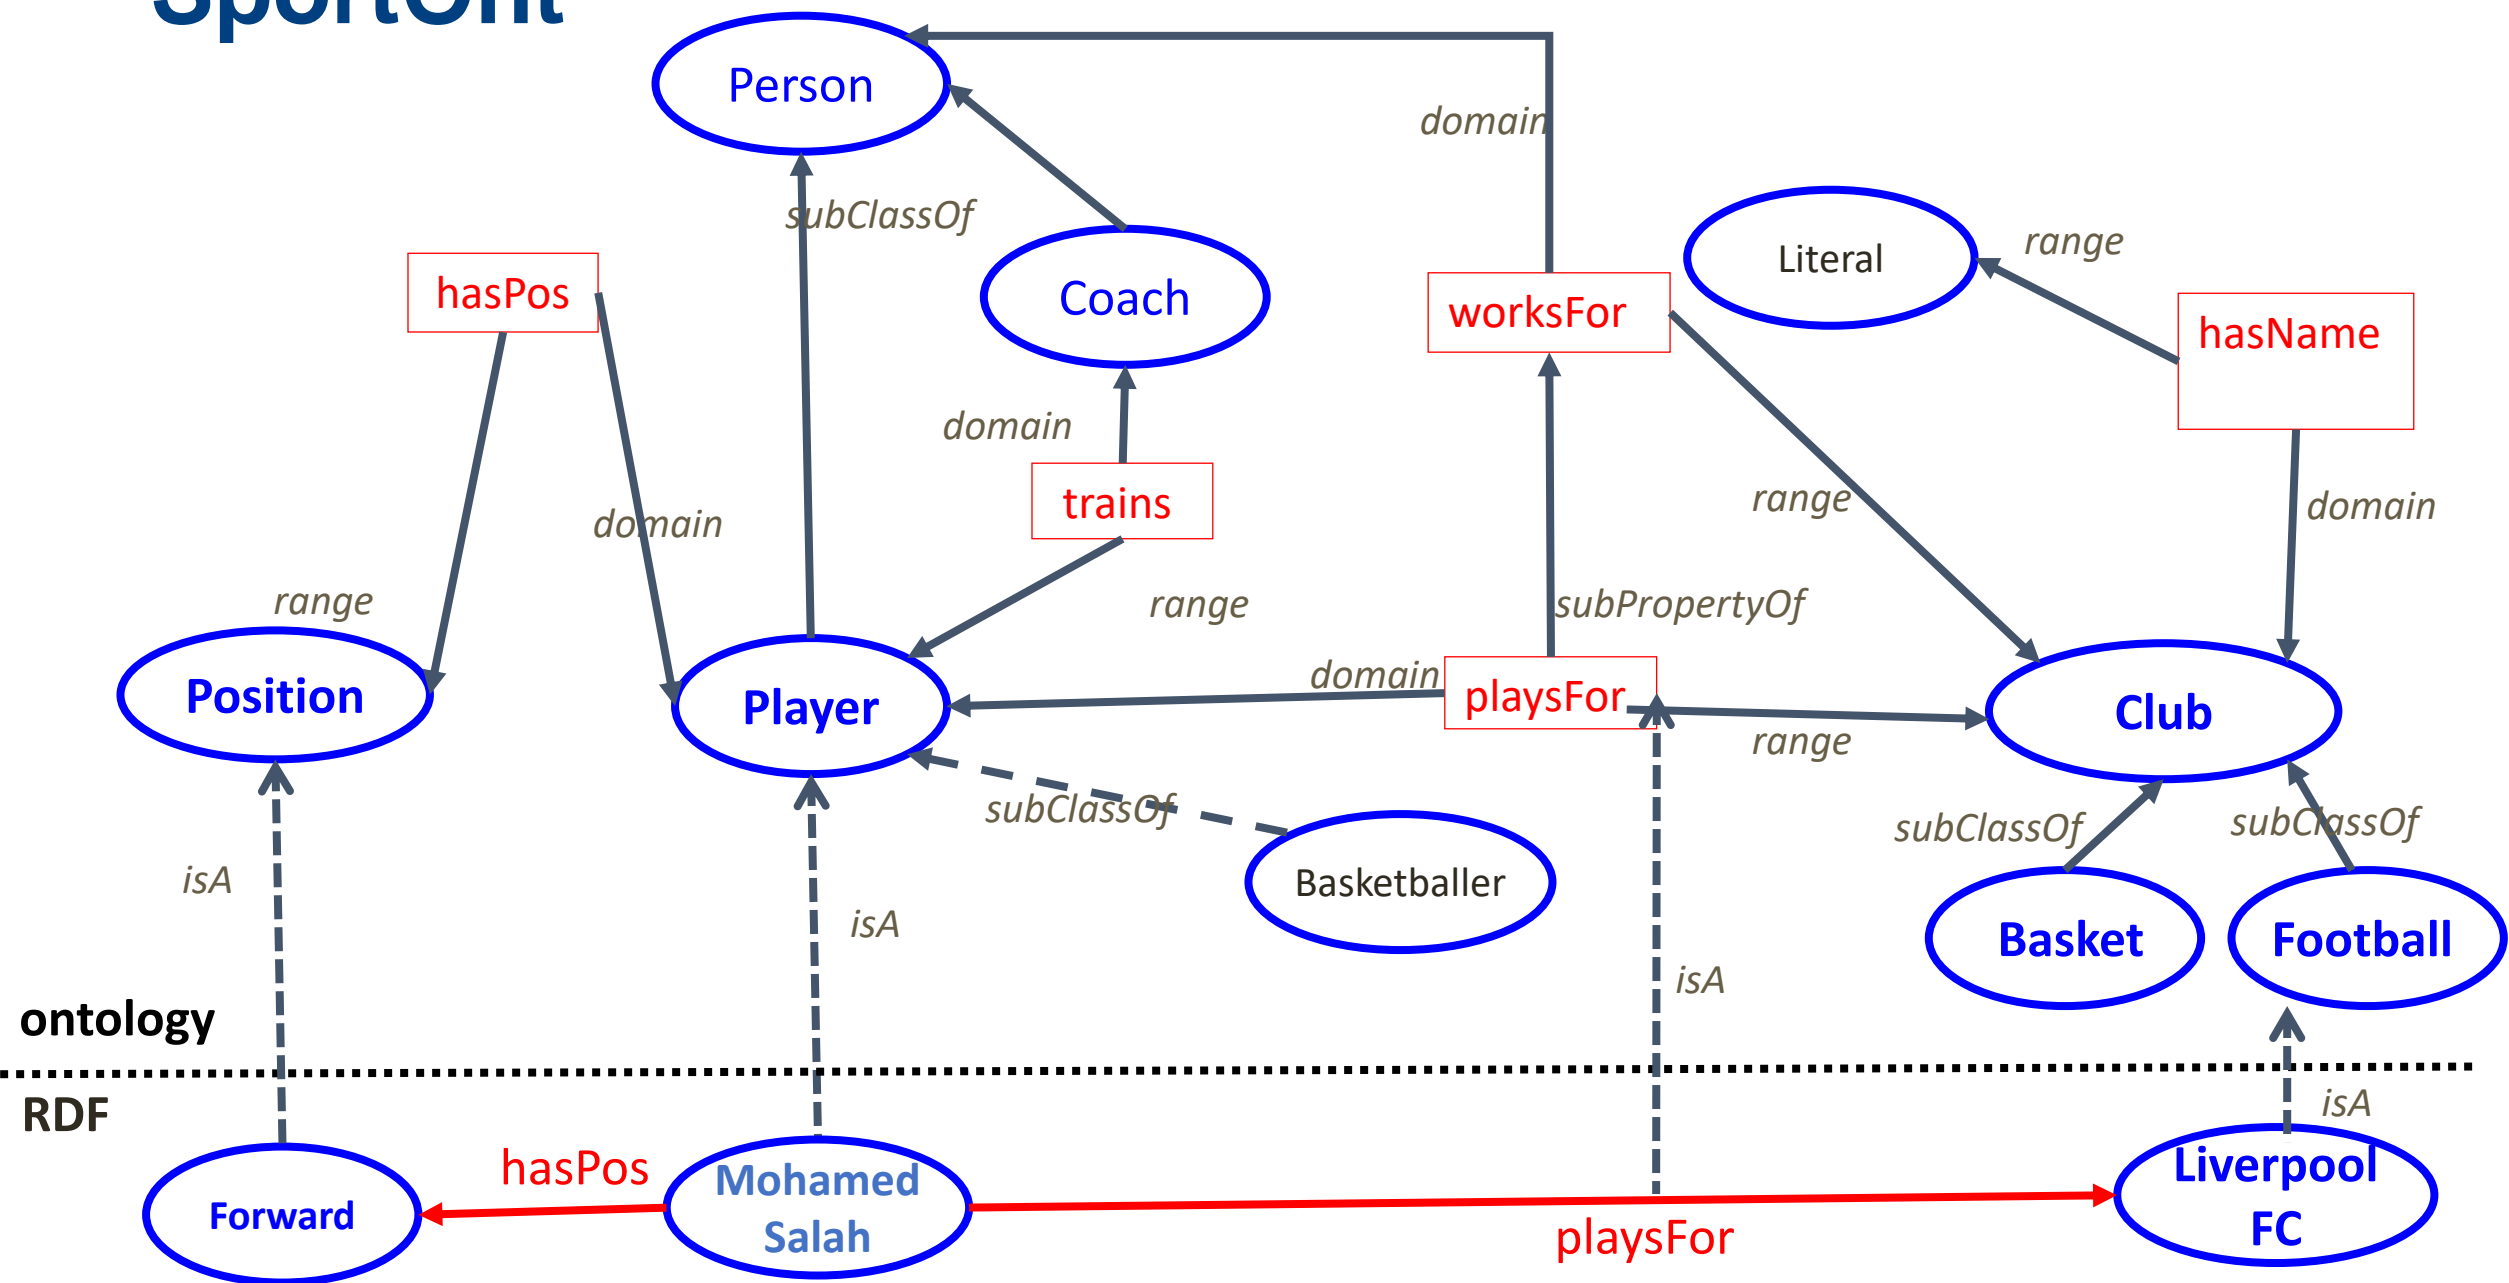 SportOnt
Person
domain
subClassOf
Literal
range
hasPos
Coach
worksFor
hasName
domain
trains
range
domain
domain
range
range
subPropertyOf
Position
Player
domain
playsFor
Club
range
subClassOf
subClassOf
subClassOf
isA
Basketballer
isA
Basket
Football
isA
ontology
RDF
isA
hasPos
Mohamed
Salah
Liverpool
FC
Forward
playsFor